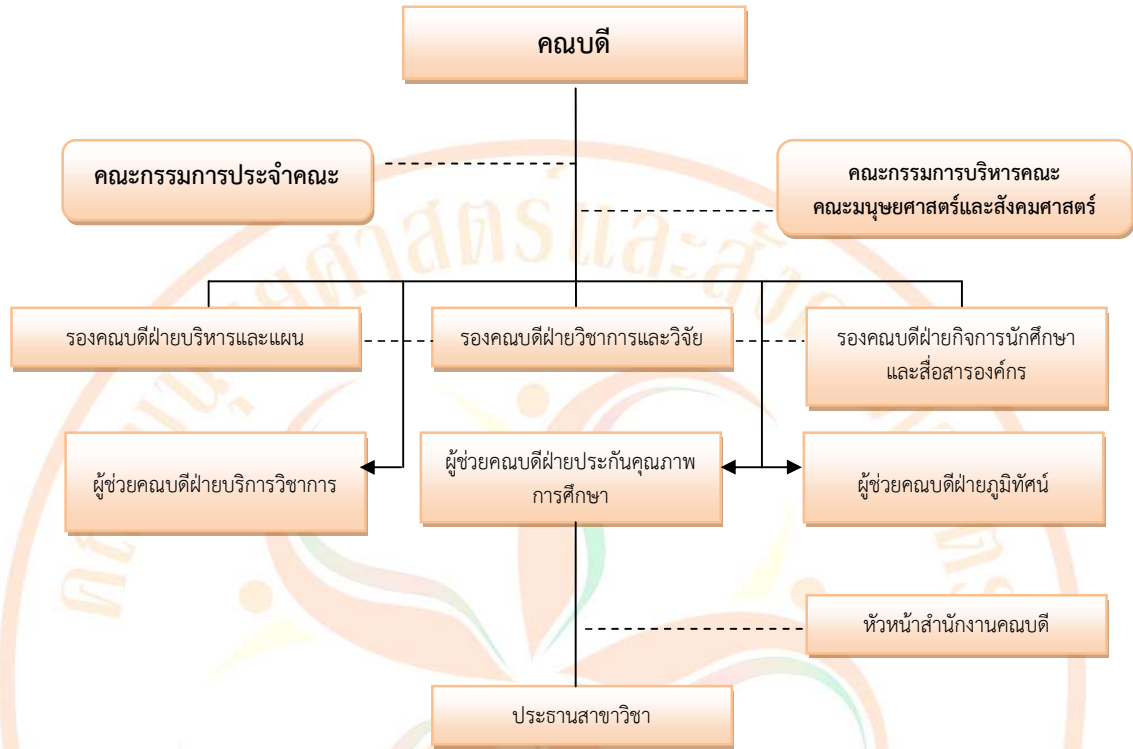 คณบดี
คณะกรรมการประจำคณะ
คณะกรรมการบริหารคณะ
คณะมนุษยศาสตร์และสังคมศาสตร์
รองคณบดีฝ่ายบริหารและแผน
รองคณบดีฝ่ายวิชาการและวิจัย
รองคณบดีฝ่ายกิจการนักศึกษา
และสื่อสารองค์กร
ผู้ช่วยคณบดีฝ่ายบริการวิชาการ
ผู้ช่วยคณบดีฝ่ายประกันคุณภาพ
การศึกษา
ผู้ช่วยคณบดีฝ่ายภูมิทัศน์
หัวหน้าสำนักงานคณบดี
ประธานสาขาวิชา